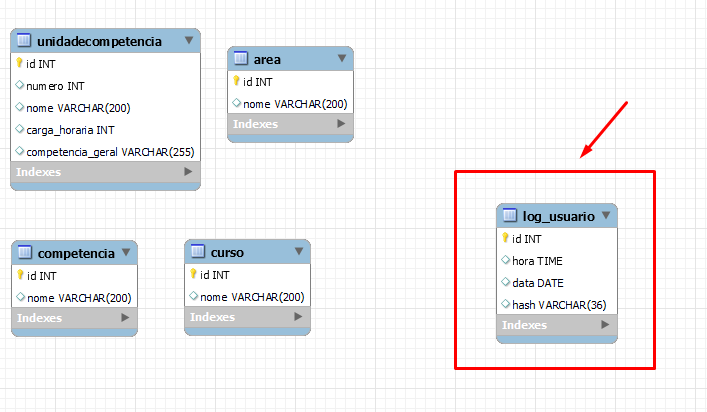 unidadecompetencia
id INT
numero INT
nome VARCHAR(200)
carga_horaria INT
competencia_geral VARCHAR(255)
Indexes
area
id INT
nome VARCHAR(200)
Indexes
competencia
id INT
nome VARCHAR(200)
Indexes
curso
id INT
nome VARCHAR(200)
Indexes
log_usuario
id INT
hora TIME
data DATE
hash VARCHAR(36)
Indexes